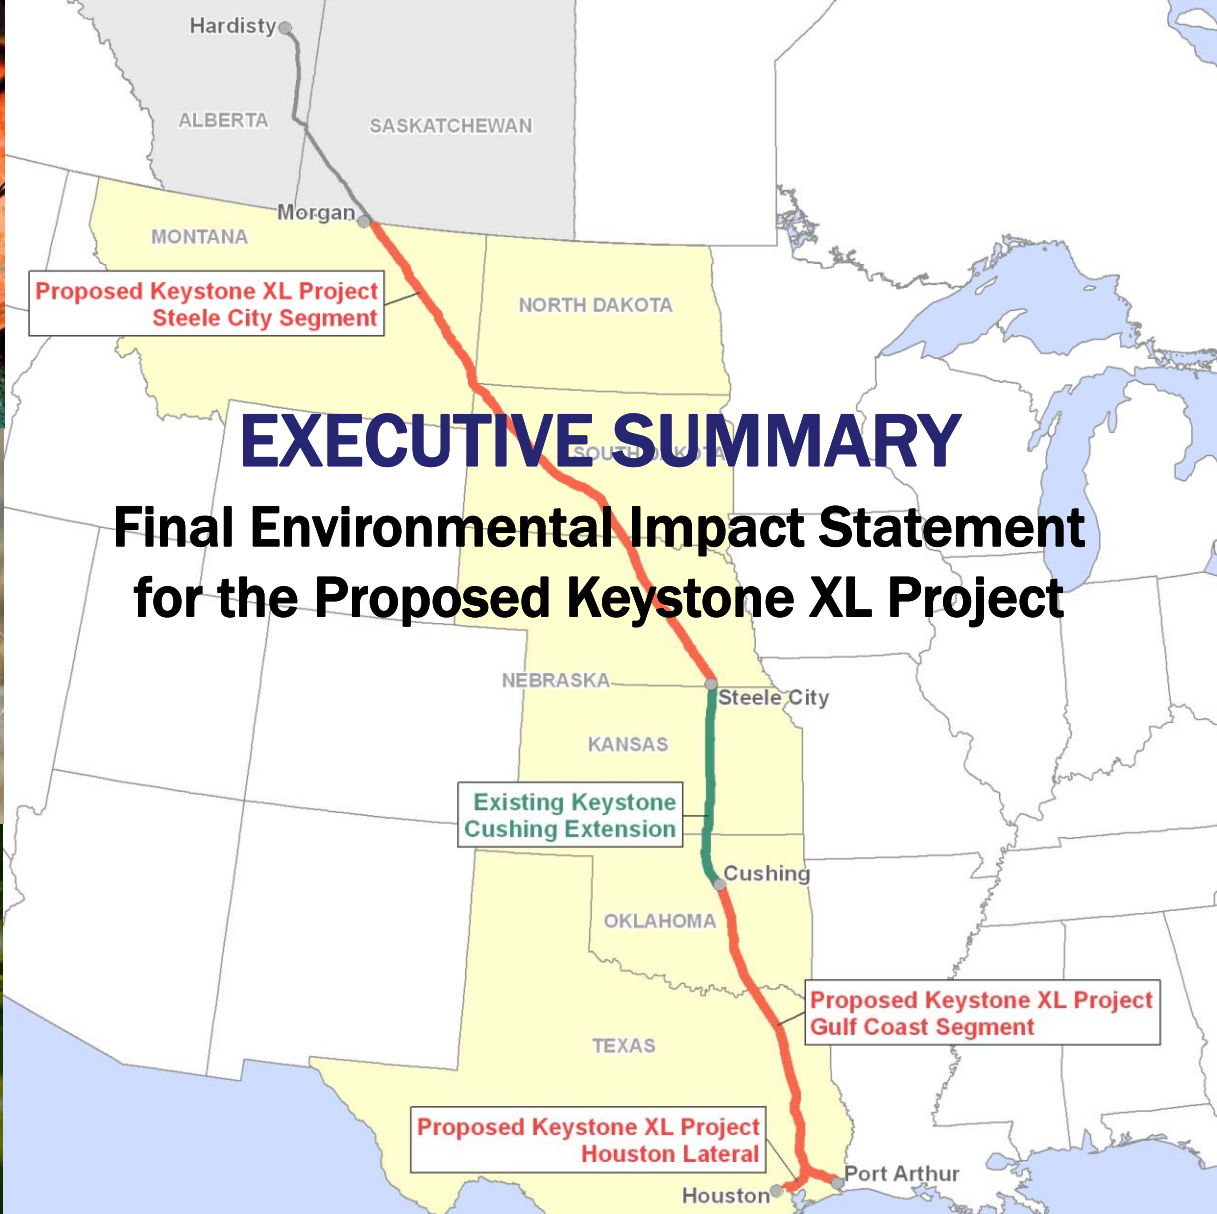 Hardisty
ALBERTA
SASKATCHEWAN
Morgan
MONTANA
Proposed Keystone XL Project
Steele City Segment
NORTH DAKOTA
EXECUTIVE SUMMARY
SOUTH DAKOTA
Final Environmental Impact Statement
for the Proposed Keystone XL Project
NEBRASKA
Steele City
KANSAS
Existing Keystone
Cushing Extension
Cushing
OKLAHOMA
Proposed Keystone XL Project
Gulf Coast Segment
TEXAS
Proposed Keystone XL Project
Houston Lateral
Port Arthur
Houston